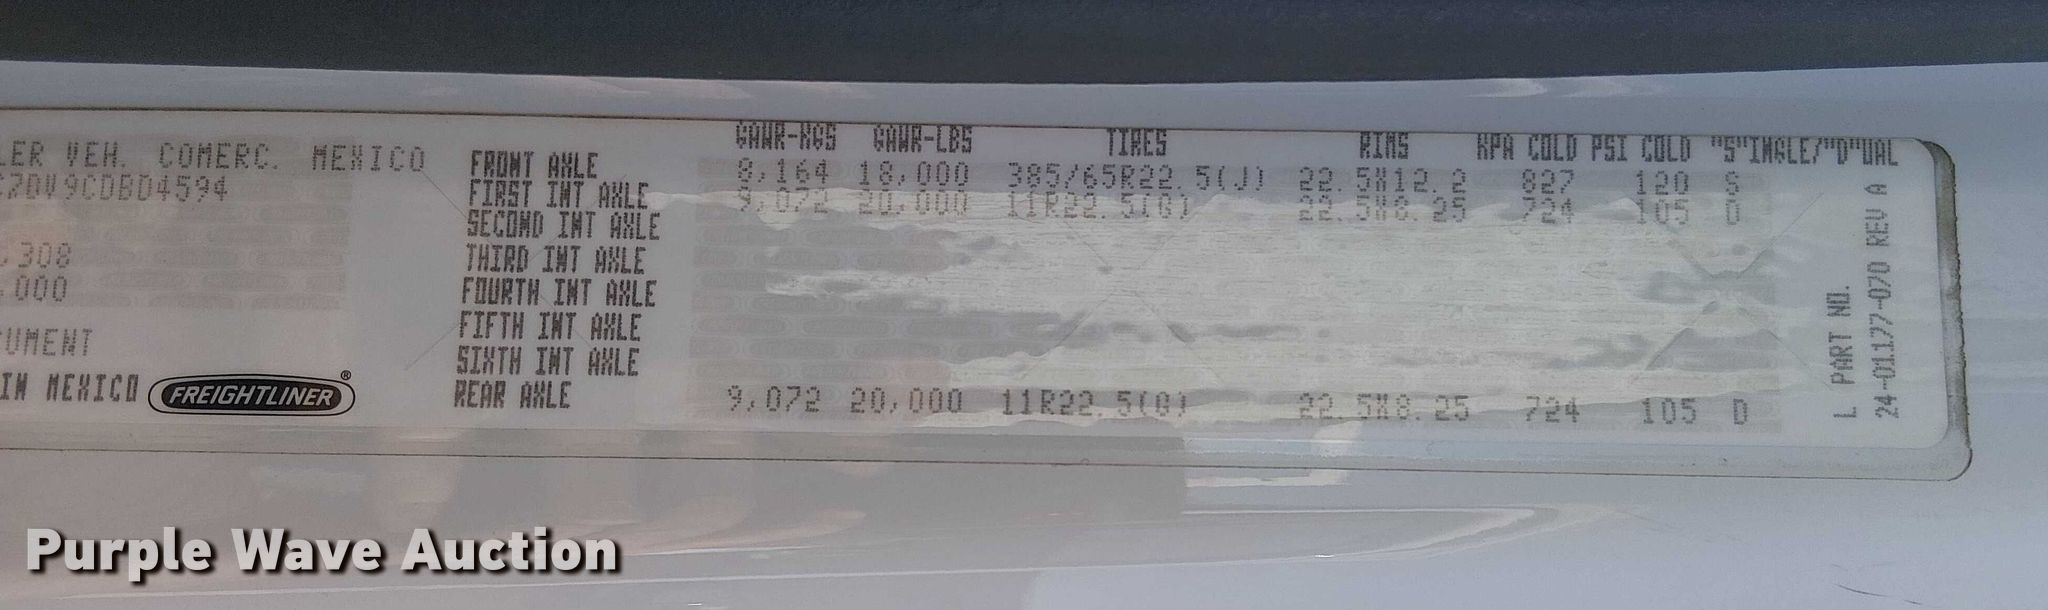 GAWR-KGS GAWR-LBS TIRES RIMS KPA COLD PSI COLD "S"INGLE/"D"UAL
LER VEH. COMERC. MEXICO
C7DV9CDBD4594
308
,000
UMENT
IN MEXICO FREIGHTLINER®
FRONT AXLE 8,164 18,000 385/65R22.5(J) 22.5X12.2 827 120 S
FIRST INT AXLE 9,072 20,000 11R22.5(G) 22.5X8.25 724 105 D
SECOND INT AXLE
THIRD INT AXLE
FOURTH INT AXLE
FIFTH INT AXLE
SIXTH INT AXLE
REAR AXLE 9,072 20,000 11R22.5(G) 22.5X8.25 724 105 D
L PART NO.
24-01177-070 REV A
Purple Wave Auction